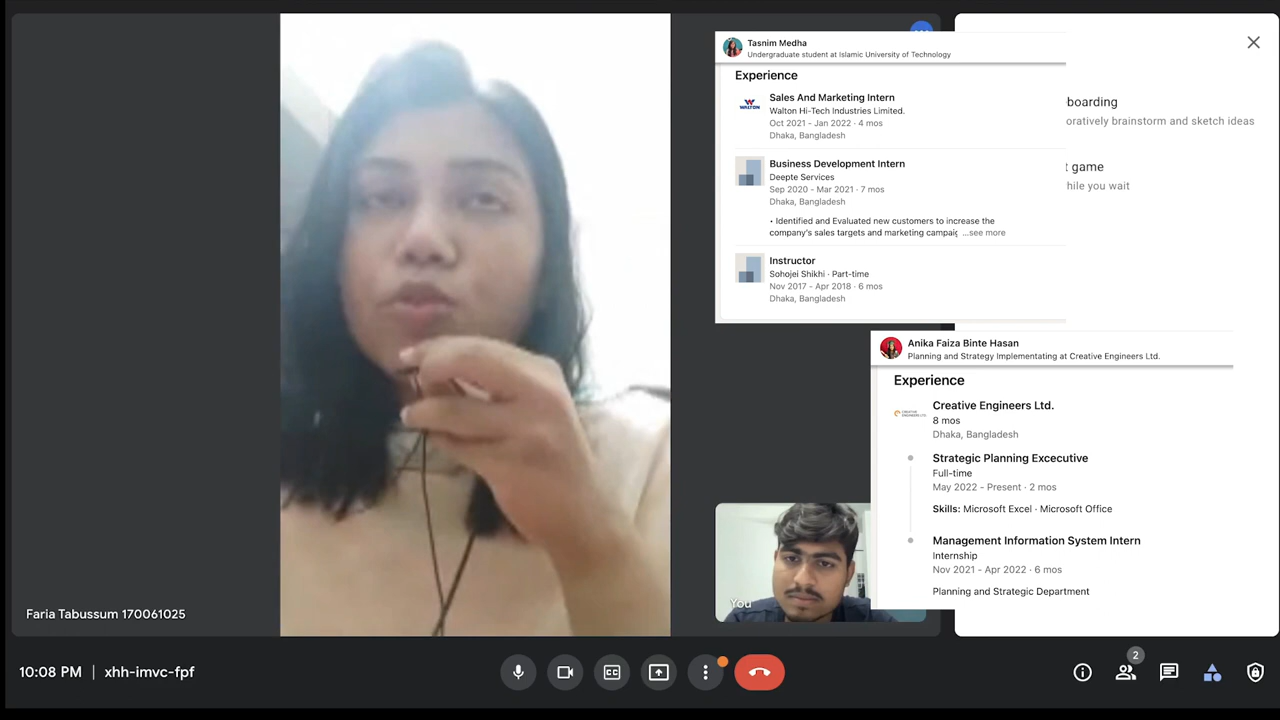 Tasnim Medha
Undergraduate student at Islamic University of Technology
Experience
WALTON
Sales And Marketing Intern
Walton Hi-Tech Industries Limited.
Oct 2021 - Jan 2022 · 4 mos
Dhaka, Bangladesh
Business Development Intern
Deepte Services
Sep 2020 - Mar 2021 · 7 mos
Dhaka, Bangladesh
• Identified and Evaluated new customers to increase the
company's sales targets and marketing campaig ...see more
Instructor
Sohojei Shikhi · Part-time
Nov 2017 - Apr 2018 · 6 mos
Dhaka, Bangladesh
boarding
oratively brainstorm and sketch ideas
t game
hile you wait
Anika Faiza Binte Hasan
Planning and Strategy Implementating at Creative Engineers Ltd.
Experience
Creative Engineers Ltd.
8 mos
Dhaka, Bangladesh
Strategic Planning Excecutive
Full-time
May 2022 - Present · 2 mos
Skills: Microsoft Excel · Microsoft Office
Management Information System Intern
Internship
Nov 2021 - Apr 2022 · 6 mos
Planning and Strategic Department
You
Faria Tabussum 170061025
10:08 PM | xhh-imvc-fpf
CC
2